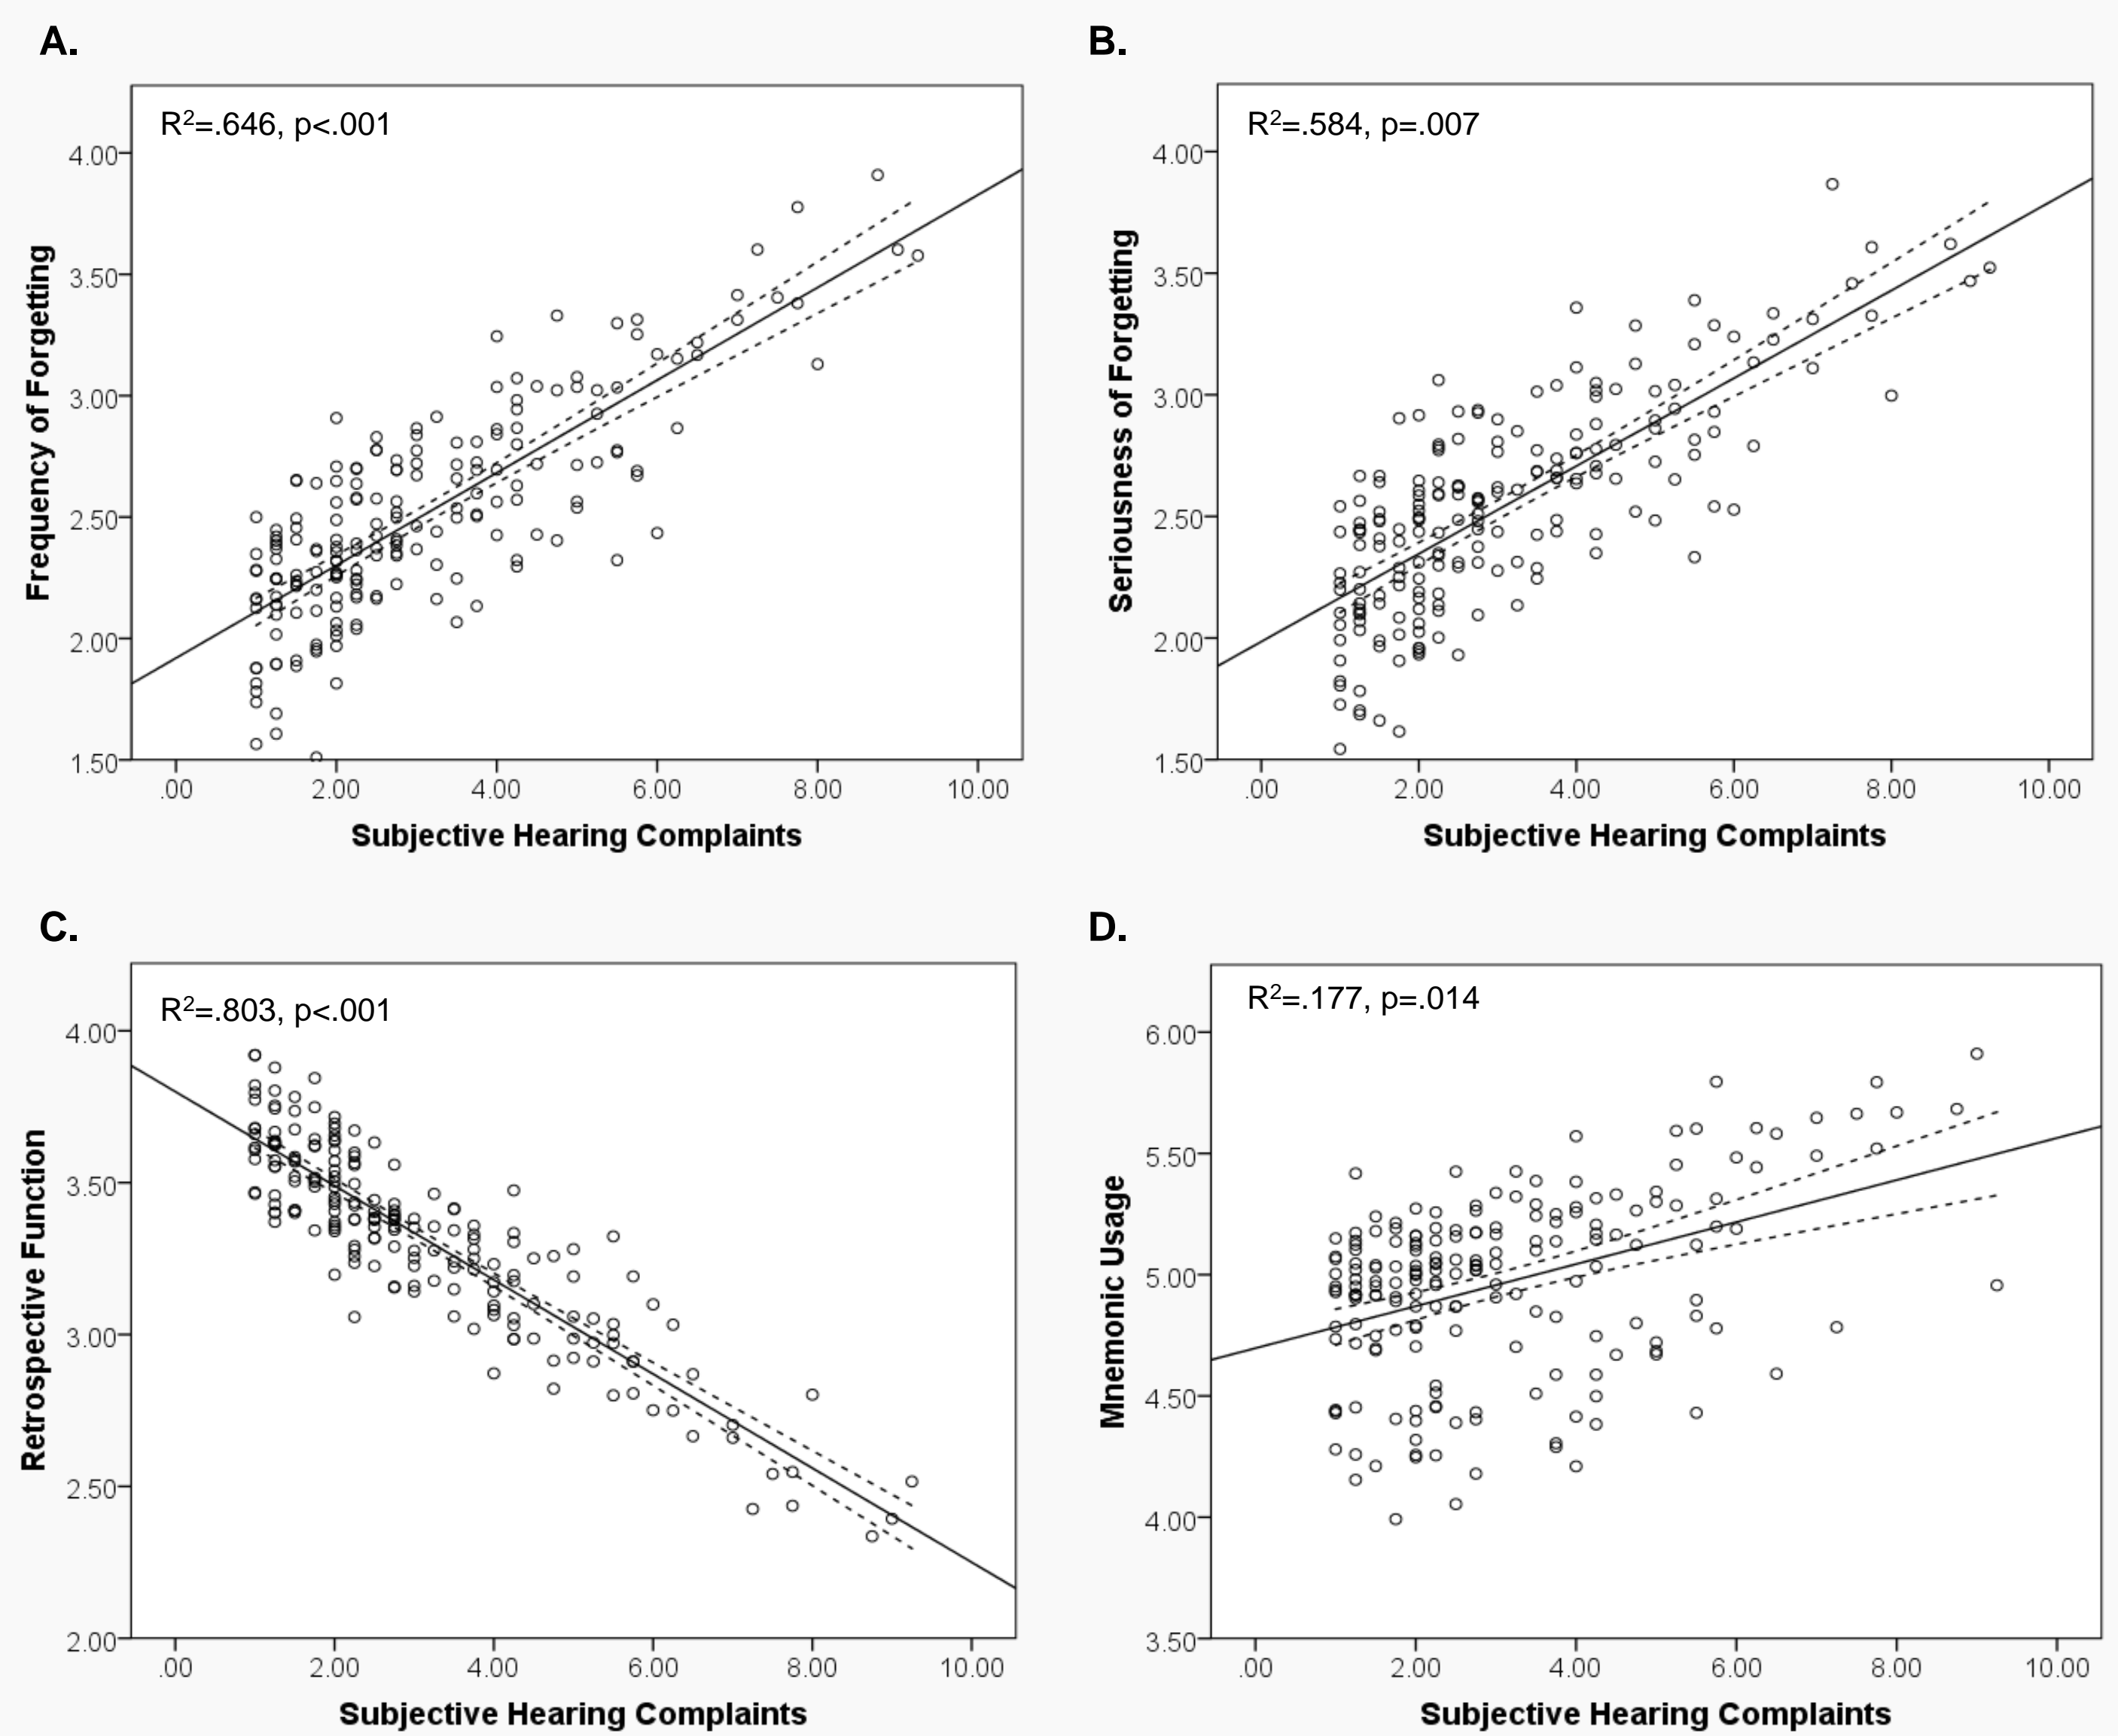 A.
R²=.646, p<.001
Frequency of Forgetting
4.00
3.50
3.00
2.50
2.00
1.50
.00 2.00 4.00 6.00 8.00 10.00
Subjective Hearing Complaints
B.
R²=.584, p=.007
Seriousness of Forgetting
4.00
3.50
3.00
2.50
2.00
1.50
.00 2.00 4.00 6.00 8.00 10.00
Subjective Hearing Complaints
C.
R²=.803, p<.001
Retrospective Function
4.00
3.50
3.00
2.50
2.00
.00 2.00 4.00 6.00 8.00 10.00
Subjective Hearing Complaints
D.
R²=.177, p=.014
Mnemonic Usage
6.00
5.50
5.00
4.50
4.00
3.50
.00 2.00 4.00 6.00 8.00 10.00
Subjective Hearing Complaints